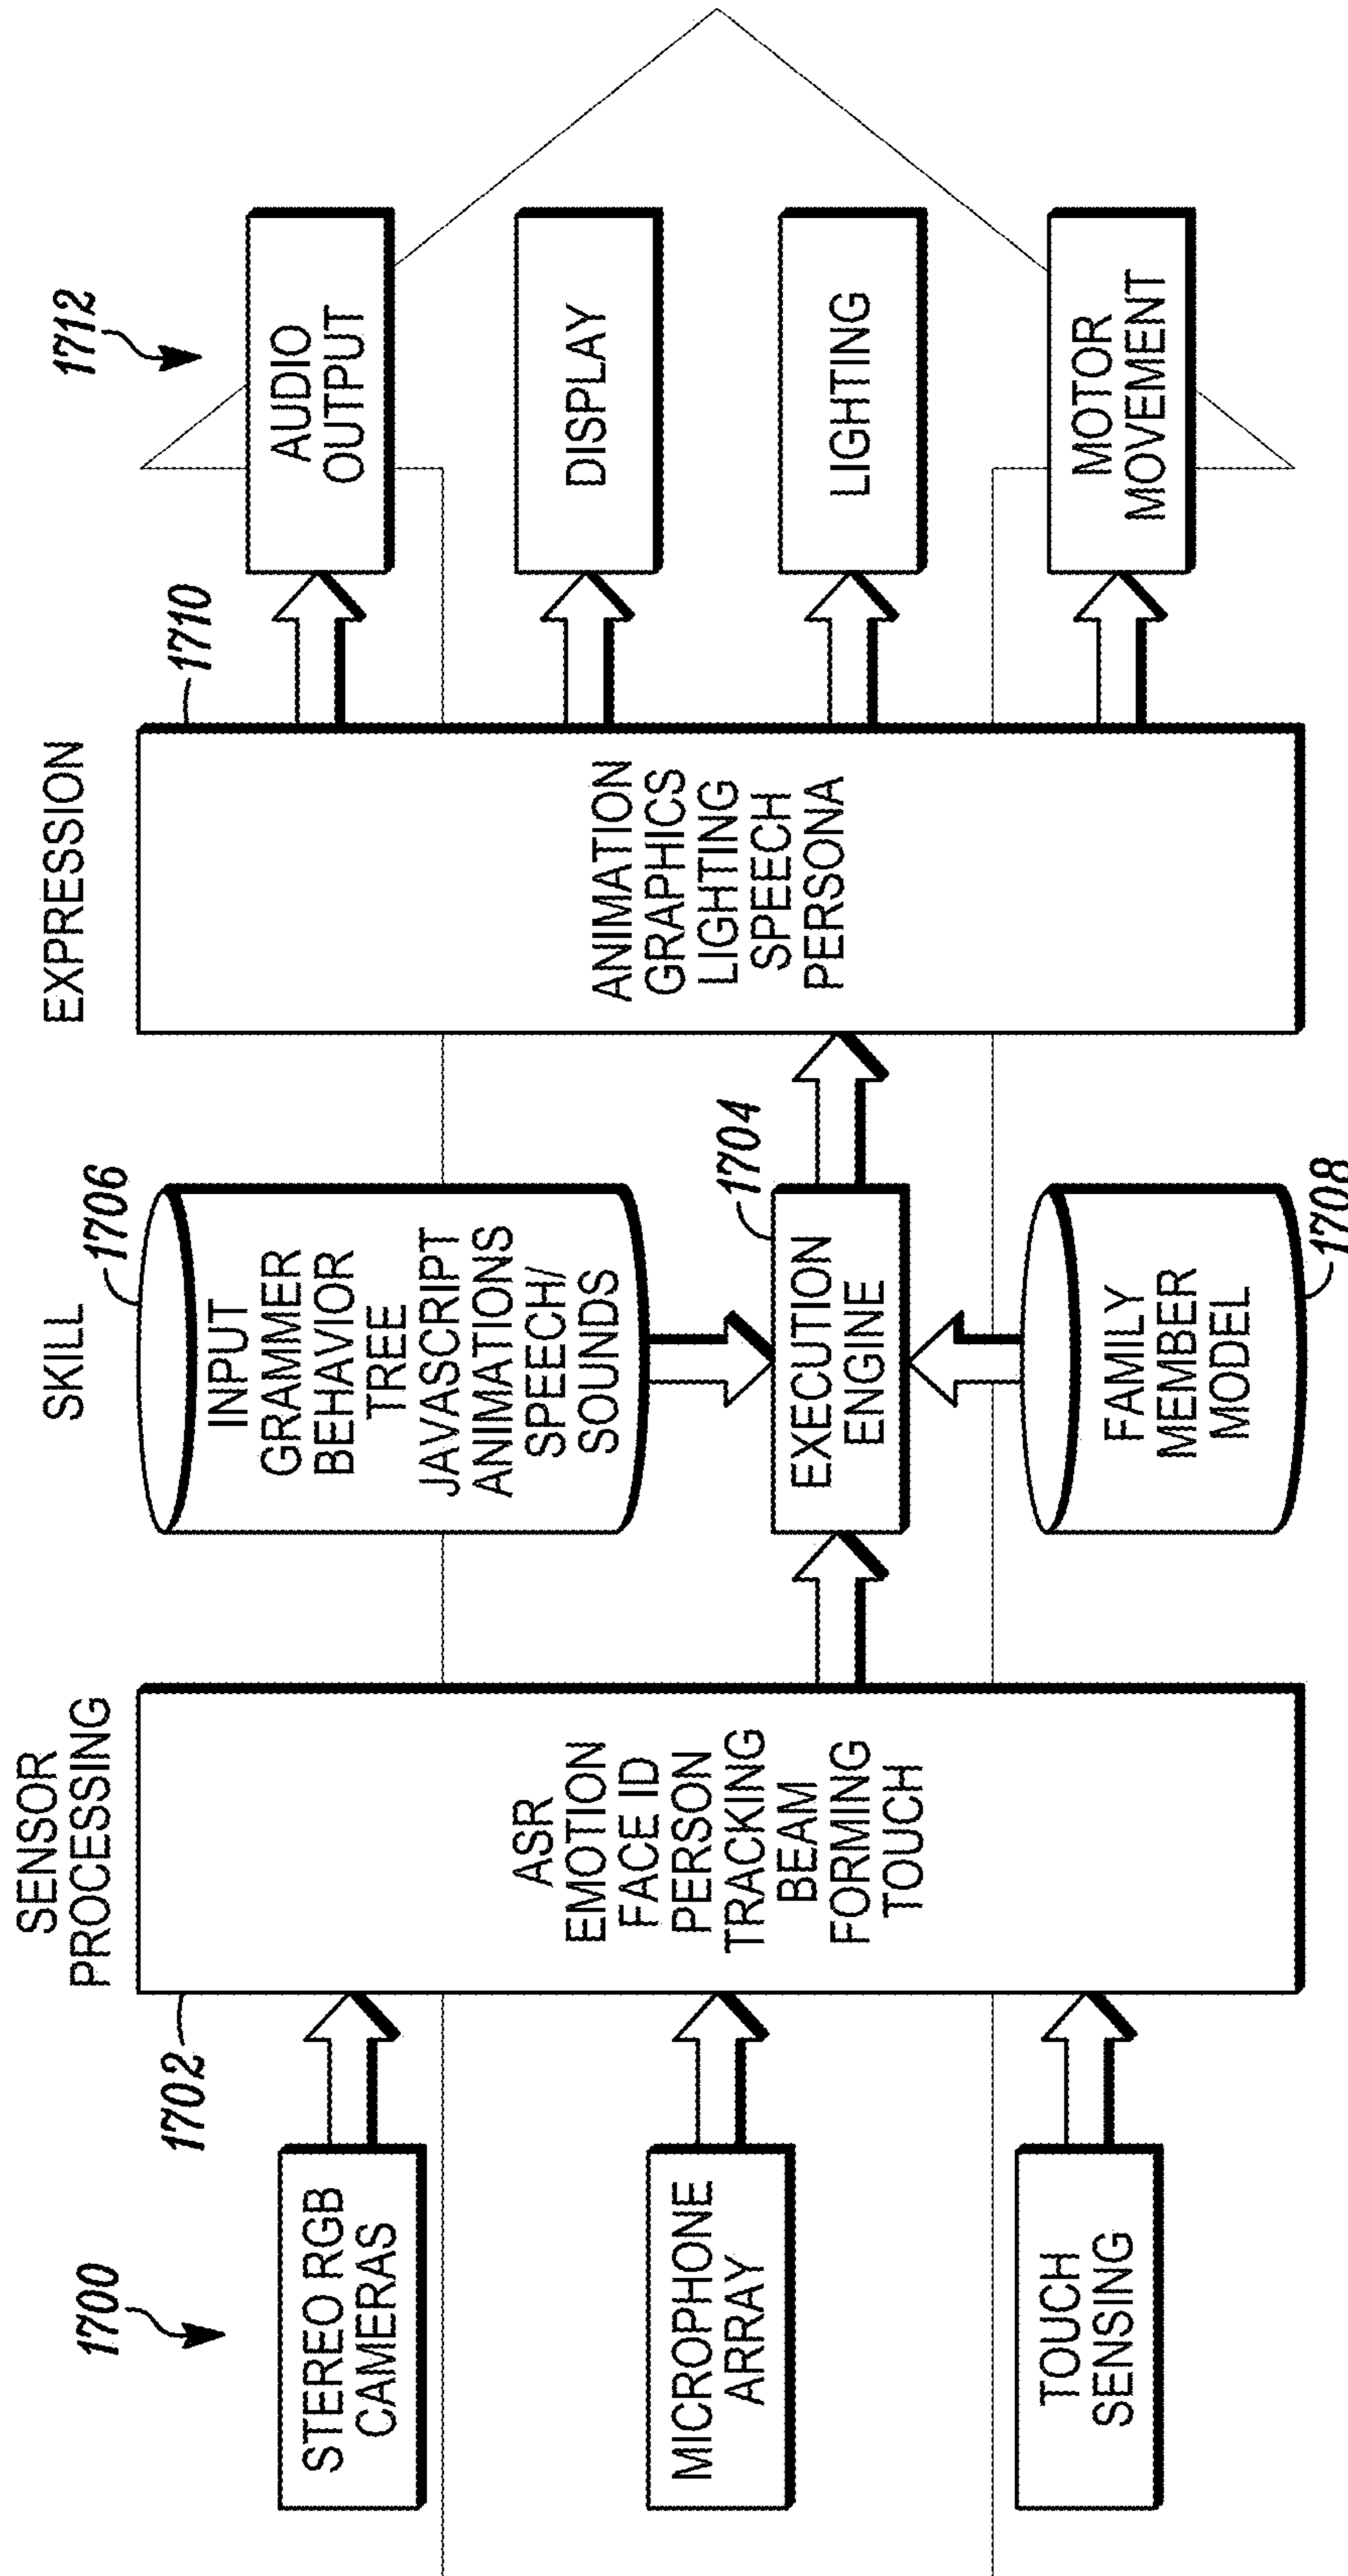 1700
STEREO RGB
CAMERAS
MICROPHONE
ARRAY
TOUCH
SENSING
SENSOR
PROCESSING
1702
ASR
EMOTION
FACE ID
PERSON
TRACKING
BEAM
FORMING
TOUCH
SKILL
1706
INPUT
GRAMMER
BEHAVIOR
TREE
JAVASCRIPT
ANIMATIONS
SPEECH/
SOUNDS
1704
EXECUTION
ENGINE
FAMILY
MEMBER
MODEL
1708
EXPRESSION
1710
ANIMATION
GRAPHICS
LIGHTING
SPEECH
PERSONA
1712
AUDIO
OUTPUT
DISPLAY
LIGHTING
MOTOR
MOVEMENT